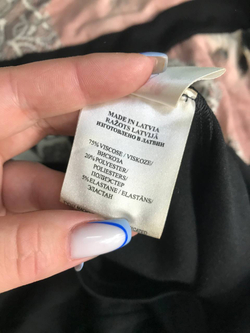 MADE IN LATVIA
RAŽOTS LATVIJĀ
ИЗГОТОВЛЕНО В ЛАТВИИ
75% VISCOSE / VISKOZE/
ВИСКОЗА
20% POLYESTER/
POLIESTERS/
ПОЛИЭСТЕР
5% ELASTANE / ELASTĀNS/
ЭЛАСТАН